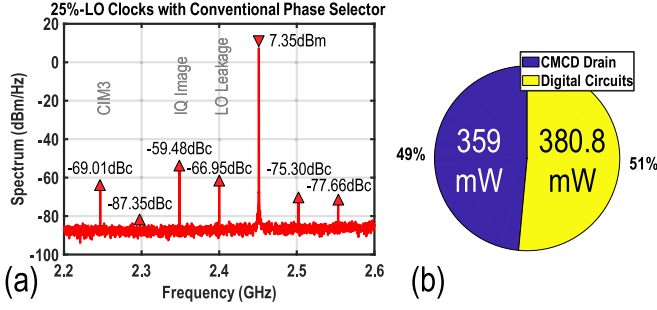 25%-LO Clocks with Conventional Phase Selector
20
0
-20
-40
-60
-80
-100
Spectrum (dBm/Hz)
CIM3
IQ Image
LO Leakage
7.35dBm
-69.01dBc
-87.35dBc
-59.48dBc
-66.95dBc
-75.30dBc
-77.66dBc
2.2
2.3
2.4
2.5
2.6
Frequency (GHz)
(a)
CMCD Drain
Digital Circuits
49%
359
mW
380.8
mW
51%
(b)